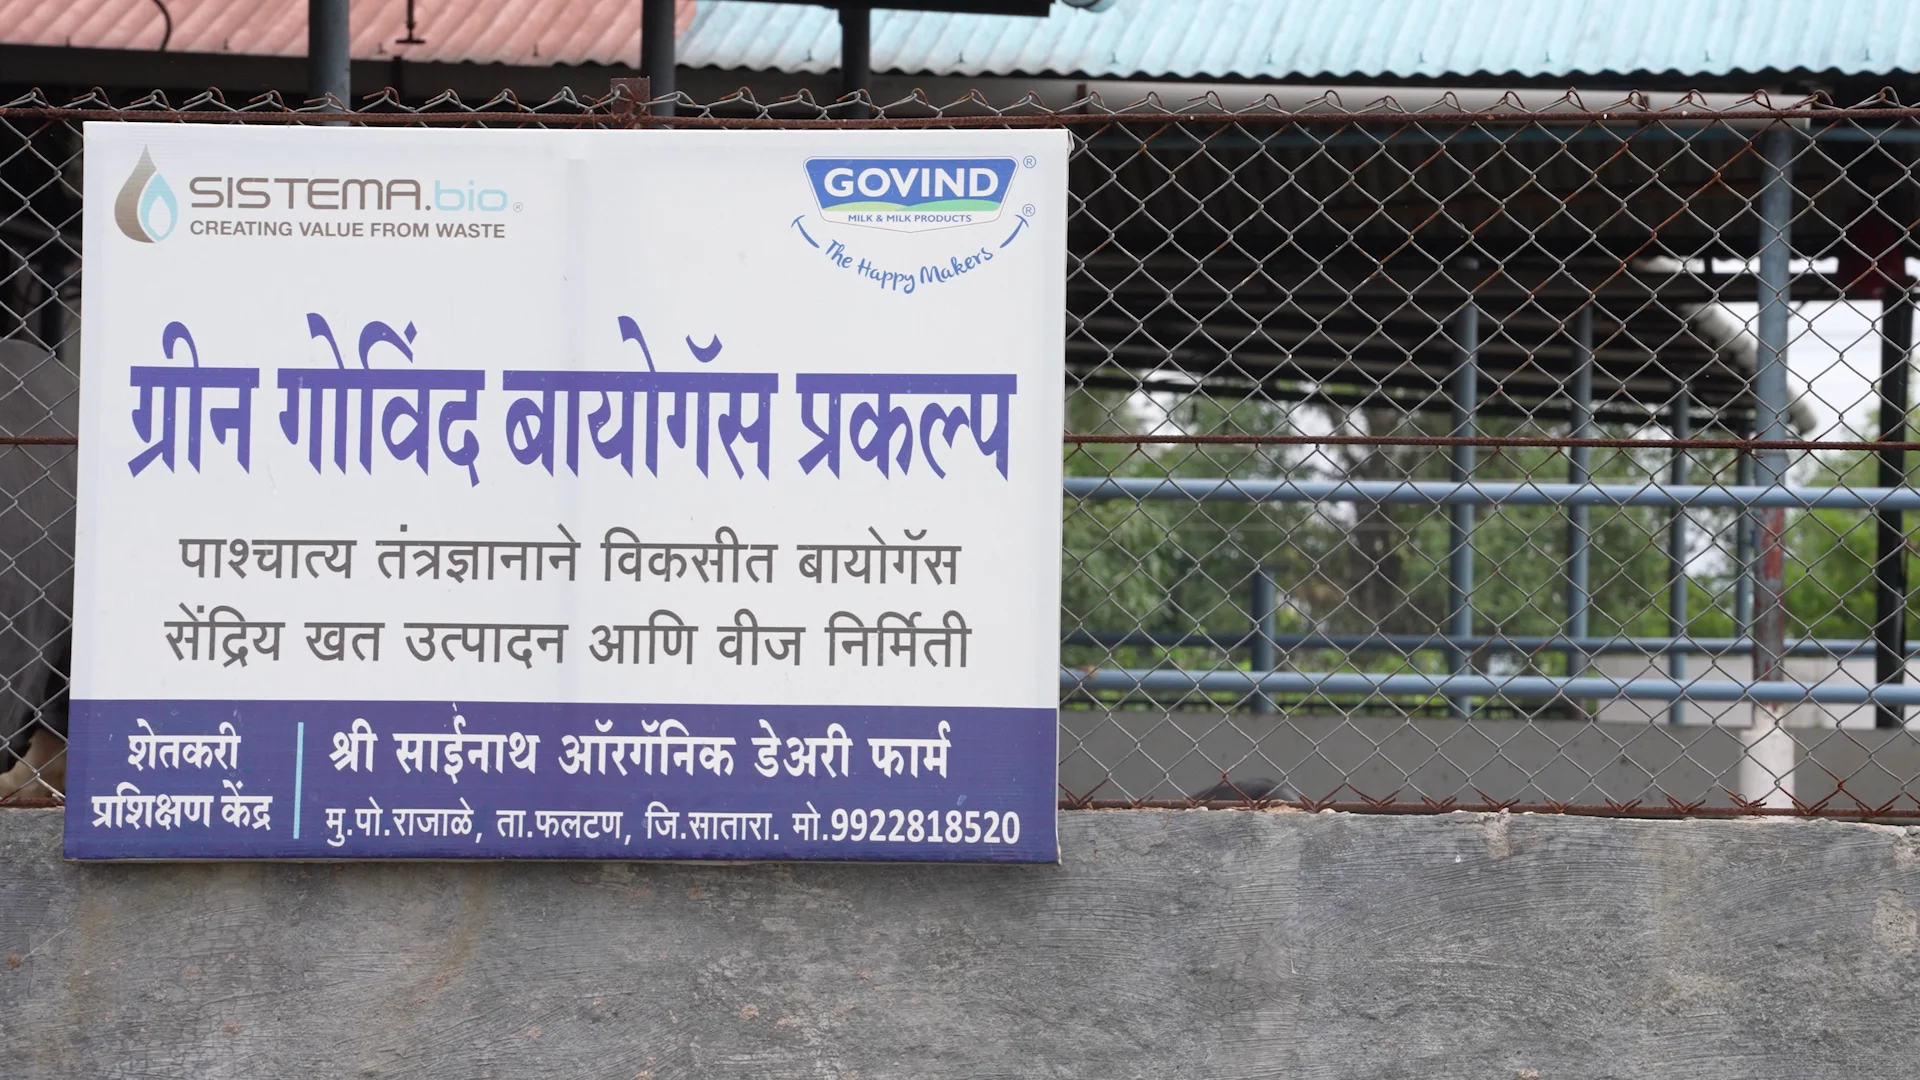 SISTEMA.bio®
CREATING VALUE FROM WASTE
GOVIND®
MILK & MILK PRODUCTS
The Happy Makers®
ग्रीन गोविंद बायोगॅस प्रकल्प
पाश्चात्य तंत्रज्ञानाने विकसीत बायोगॅस
सेंद्रिय खत उत्पादन आणि वीज निर्मिती
शेतकरी
प्रशिक्षण केंद्र
श्री साईनाथ ऑरगॅनिक डेअरी फार्म
मु.पो.राजाळे, ता.फलटण, जि.सातारा. मो.9922818520